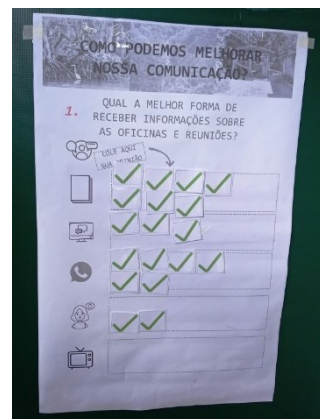 COMO PODEMOS MELHORAR
NOSSA COMUNICAÇÃO?
1.
QUAL A MELHOR FORMA DE
RECEBER INFORMAÇÕES SOBRE
AS OFICINAS E REUNIÕES?
COLE AQUI
SUA OPINIÃO